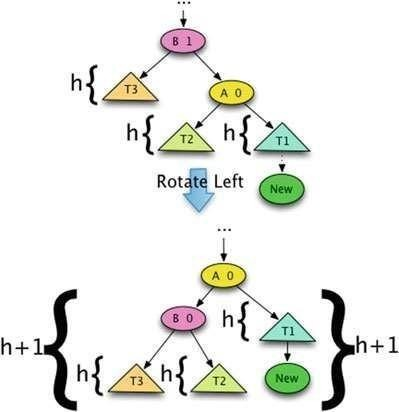 ...
B 1
h{ T3
A 0
h{ T2
h{ T1
New
Rotate Left
...
A 0
B 0
h{ T1
h+1{ }h+1
h{ T3
h{ T2
New